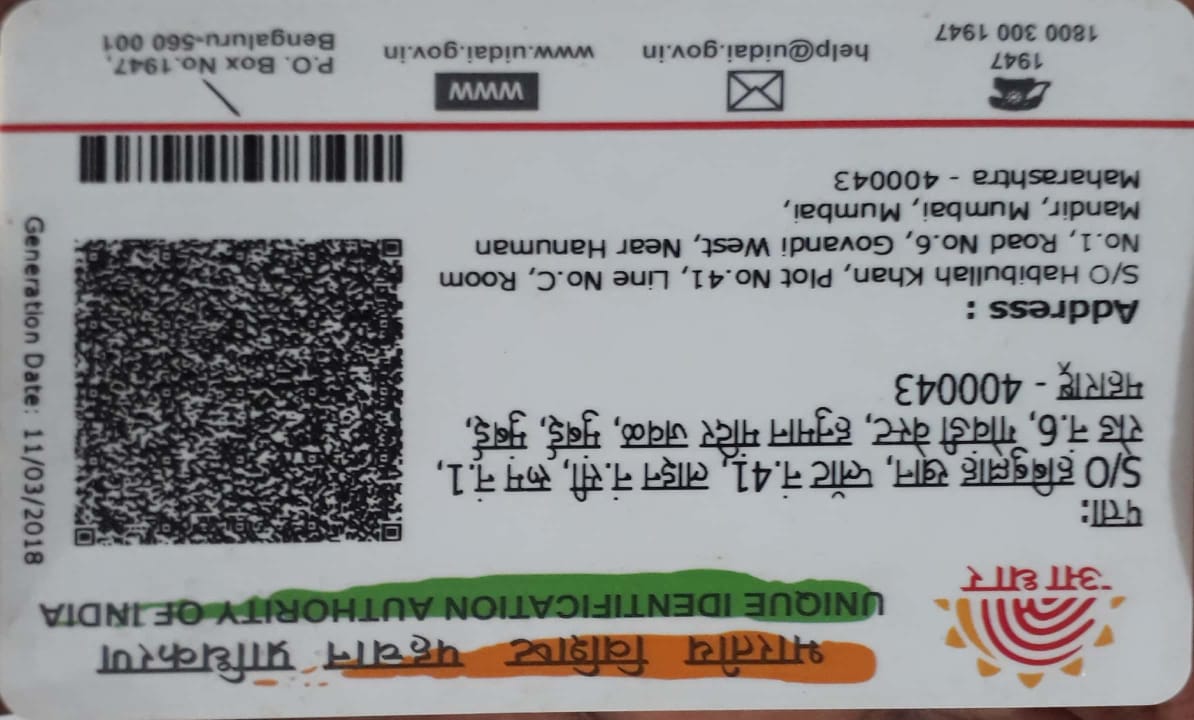 भारतीय विशिष्ट पहचान प्राधिकरण
UNIQUE IDENTIFICATION AUTHORITY OF INDIA
आधार
पत्ता:
S/O हबिबुल्लाह खान, प्लॉट नं 41, लाइन नं.सी, रूम नं.1,
रोड न.6, गोवंडी वेस्ट, हनुमान मंदिर जवळ, मुंबई, मुंबई,
महाराष्ट्र - 400043
Address :
S/O Habibullah Khan, Plot No.41, Line No.C, Room
No.1, Road No.6, Govandi West, Near Hanuman
Mandir, Mumbai, Mumbai,
Maharashtra - 400043
Generation Date: 11/03/2018
1947
1800 300 1947
help@uidai.gov.in
WWW
www.uidai.gov.in
P.O. Box No.1947,
Bengaluru-560 001